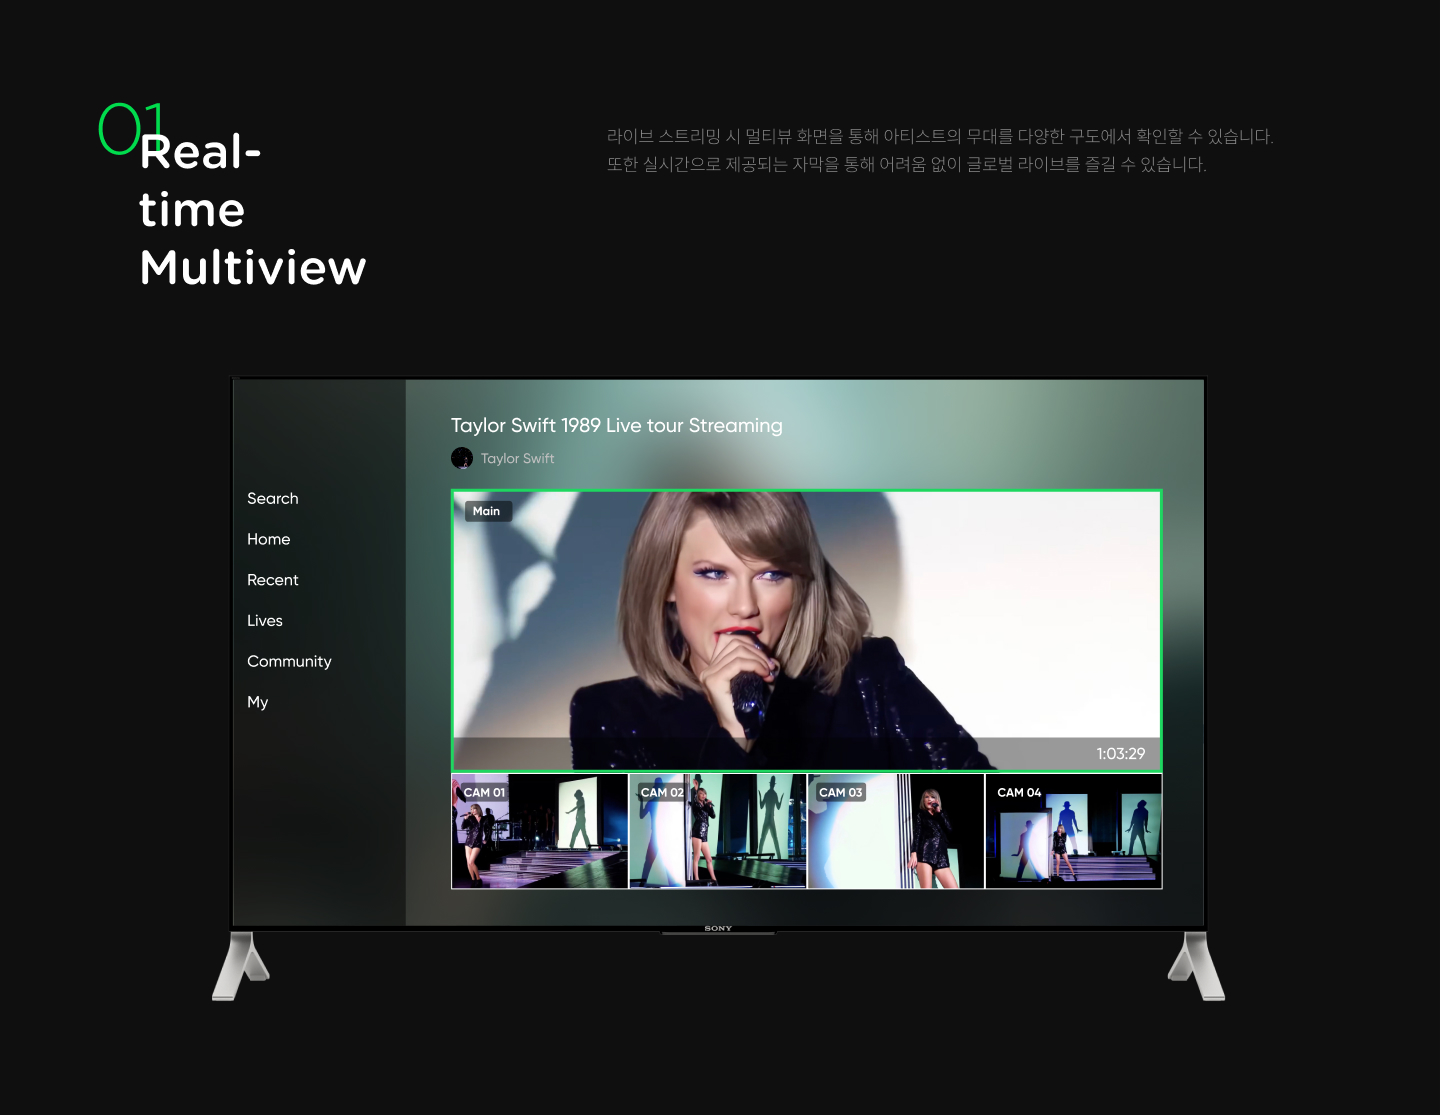 01
Real-
time
Multiview
라이브 스트리밍 시 멀티뷰 화면을 통해 아티스트의 무대를 다양한 구도에서 확인할 수 있습니다.
또한 실시간으로 제공되는 자막을 통해 어려움 없이 글로벌 라이브를 즐길 수 있습니다.
Taylor Swift 1989 Live tour Streaming
Taylor Swift
Search
Home
Recent
Lives
Community
My
Main
1:03:29
CAM 01
CAM 02
CAM 03
CAM 04
SONY